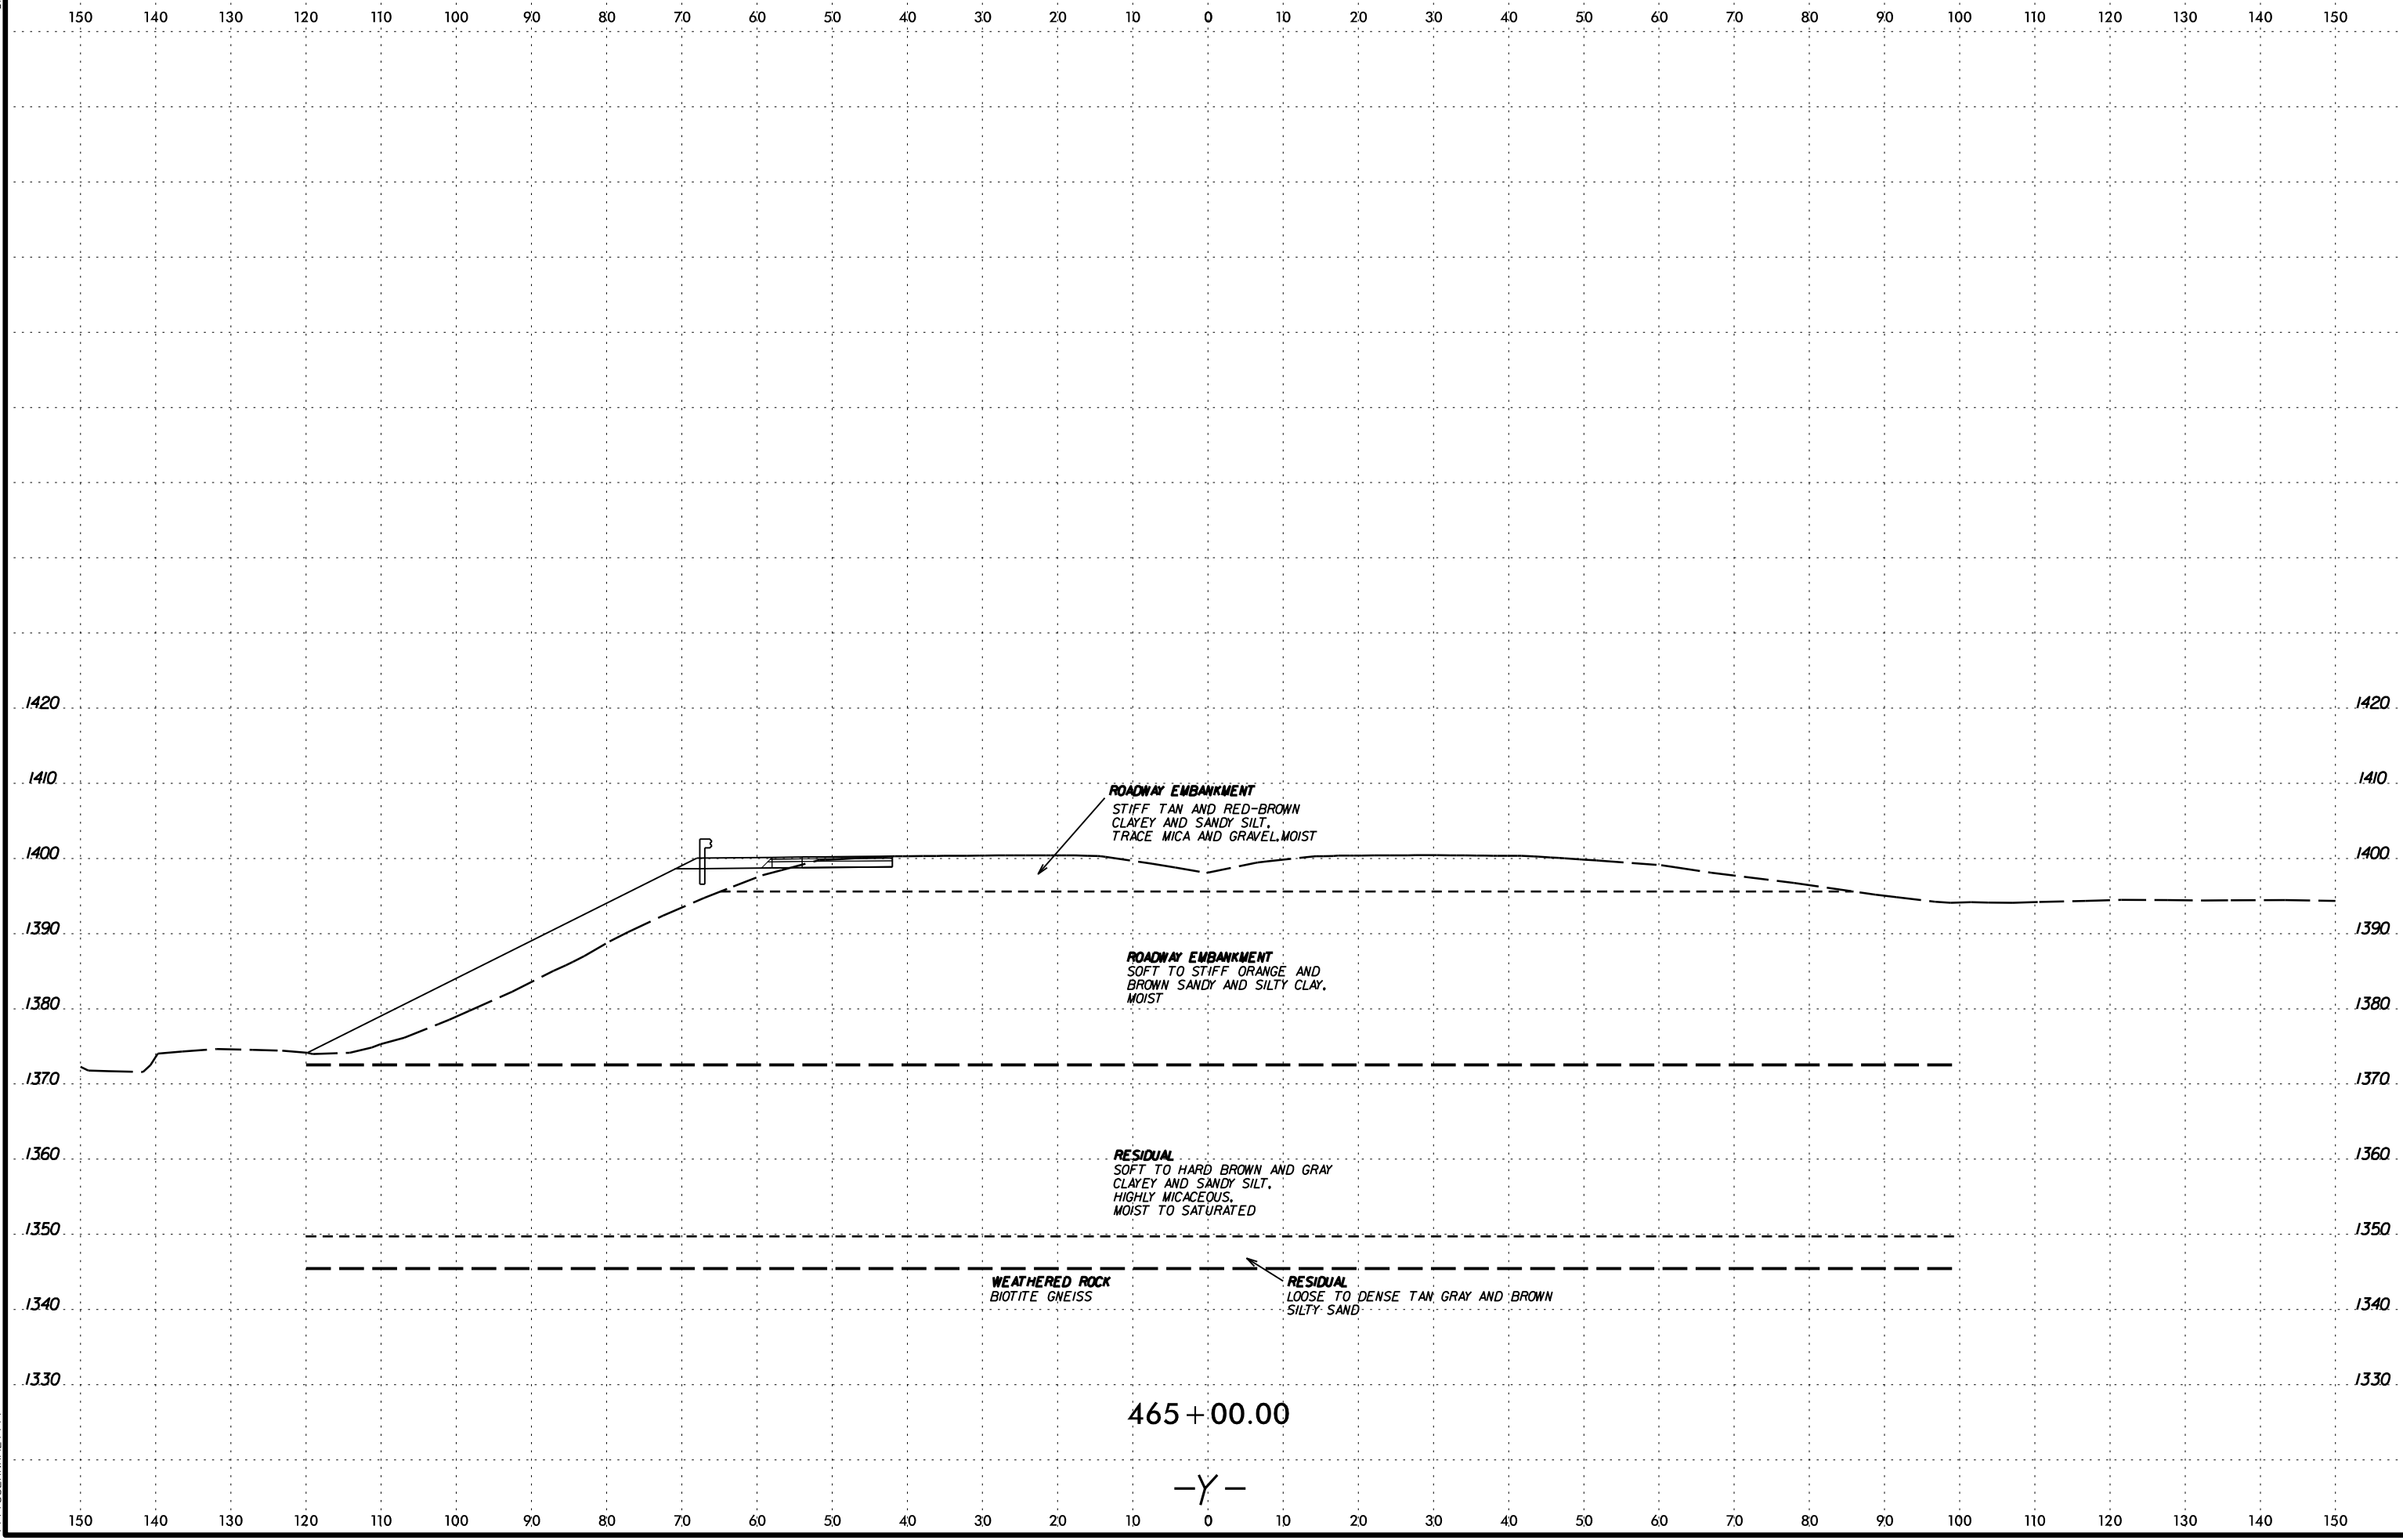 150 140 130 120 110 100 90 80 70 60 50 40 30 20 10 0 10 20 30 40 50 60 70 80 90 100 110 120 130 140 150
1420 1420
1410 1410
ROADWAY EMBANKMENT
STIFF TAN AND RED-BROWN
CLAYEY AND SANDY SILT,
TRACE MICA AND GRAVEL,MOIST
1400 1400
1390 1390
ROADWAY EMBANKMENT
SOFT TO STIFF ORANGE AND
BROWN SANDY AND SILTY CLAY,
MOIST
1380 1380
1370 1370
1360 1360
RESIDUAL
SOFT TO HARD BROWN AND GRAY
CLAYEY AND SANDY SILT,
HIGHLY MICACEOUS,
MOIST TO SATURATED
1350 1350
WEATHERED ROCK
BIOTITE GNEISS
RESIDUAL
LOOSE TO DENSE TAN GRAY AND BROWN
SILTY SAND
1340 1340
1330 1330
465+00.00
-Y-
150 140 130 120 110 100 90 80 70 60 50 40 30 20 10 0 10 20 30 40 50 60 70 80 90 100 110 120 130 140 150